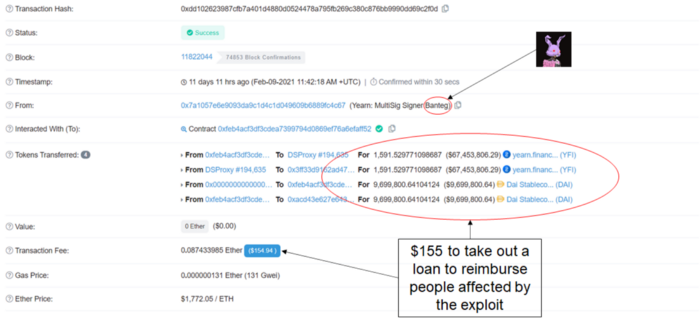 Transaction Hash: 0xdd102623987cfb7a401d4880d0524478a795fb269c380c876bb9990dd69c2f0d
Status: Success
Block: 11822044 74853 Block Confirmations
Timestamp: 11 days 11 hrs ago (Feb-09-2021 11:42:18 AM +UTC) | Confirmed within 30 secs
From: 0x7a1057e6e9093da9c1d4c1d049609b6889fc4c67 (Yearn: MultiSig Signer Banteg)
Interacted With (To): Contract 0xfeb4acf3df3cdea7399794d0869ef76a6efaff52
Tokens Transferred: 4
From 0xfeb4acf3df3cde... To DSProxy #194,635 For 1,591.529771098687 ($67,453,806.29) yearn.financ... (YFI)
From DSProxy #194,635 To 0x3ff33d9162ad47... For 1,591.529771098687 ($67,453,806.29) yearn.financ... (YFI)
From 0x000000000000... To 0xfeb4acf3df3cde... For 9,699,800.64104124 ($9,699,800.64) Dai Stableco... (DAI)
From 0xfeb4acf3df3cde... To 0xacd43e627e643... For 9,699,800.64104124 ($9,699,800.64) Dai Stableco... (DAI)
Value: 0 Ether ($0.00)
Transaction Fee: 0.087433985 Ether ($154.94)
Gas Price: 0.000000131 Ether (131 Gwei)
Ether Price: $1,772.05 / ETH
$155 to take out a
loan to reimburse
people affected by
the exploit